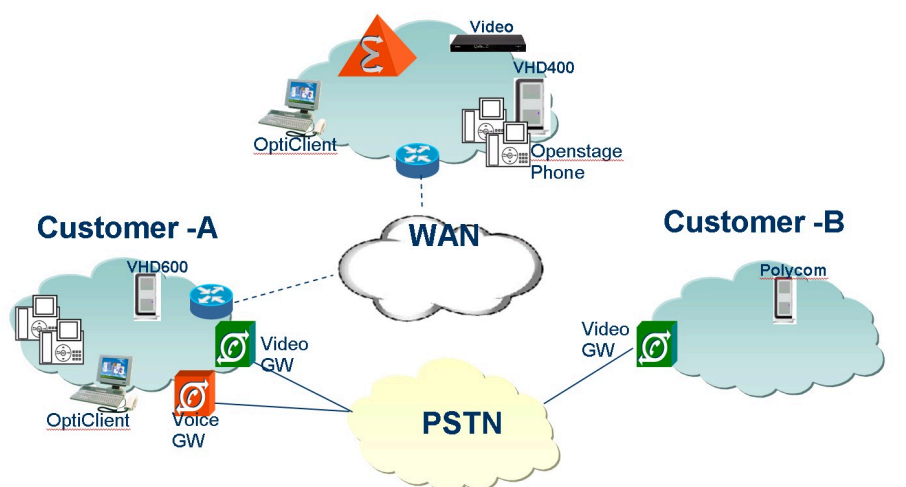 Video
VHD400
OptiClient
Openstage
Phone
Customer -A
WAN
Customer -B
VHD600
Polycom
Video
GW
Video
GW
OptiClient
Voice
GW
PSTN